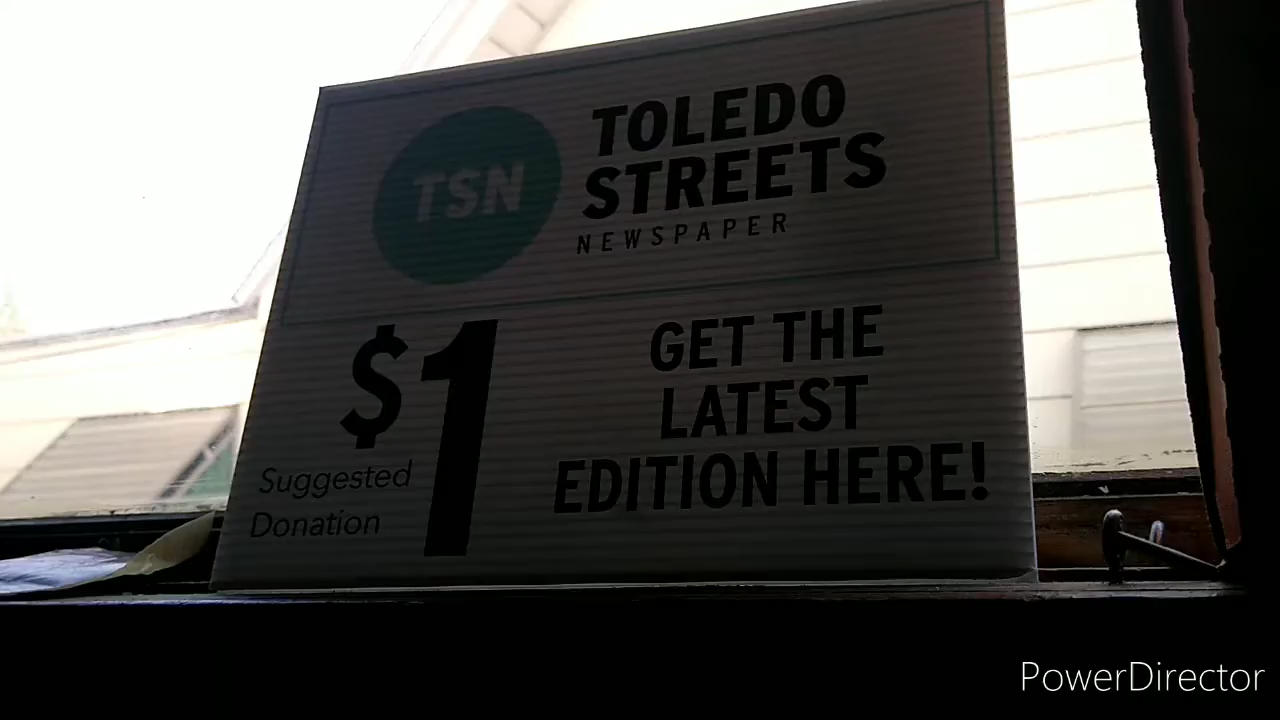 TSN
TOLEDO
STREETS
NEWSPAPER
$1
Suggested
Donation
GET THE
LATEST
EDITION HERE!
PowerDirector